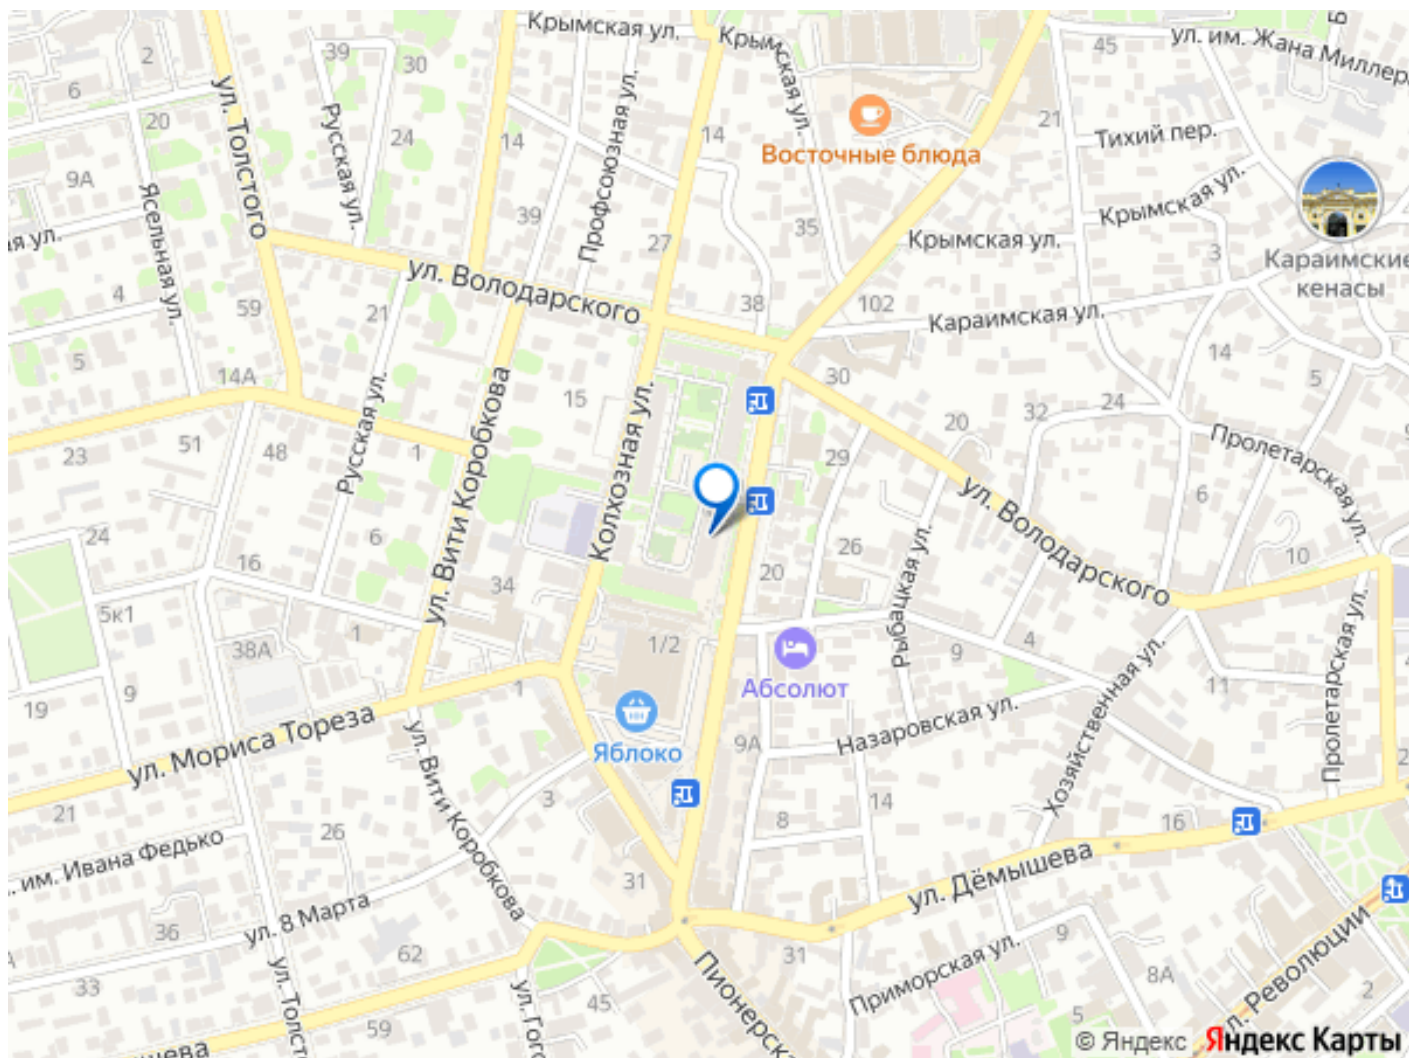 Крымская ул.
Крымская ул.
45
ул. им. Жана Миллера
2
39
30
6
20
ул. Толстого
Русская ул.
24
14
Профсоюзная ул.
14
21
Тихий пер.
Восточные блюда
9А
Ясельная ул.
39
27
35
Крымская ул.
Крымская ул.
3
Караимские
кенасы
я ул.
4
59
21
ул. Володарского
38
102
Караимская ул.
5
14А
15
30
14
5
24
32
20
Русская ул.
ул. Вити Коробкова
Колхозная ул.
51
48
1
23
29
Пролетарская ул.
6
ул. Володарского
24
16
6
34
26
20
Рыбацкая ул.
10
5к1
1
38А
1/2
Абсолют
9
4
Хозяйственная ул.
11
Пролетарская ул.
9
19
1
ул. Мориса Тореза
Яблоко
9А
Назаровская ул.
21
ул. Вити Коробкова
3
8
14
16
26
им. Ивана Федько
31
ул. Дёмышева
ул. 8 Марта
36
62
33
59
45
31
Приморская ул.
9
8А
2
Пионерска
ул. Толсто
ул. Гого
ул. Революции
ышева
© Яндекс Яндекс Карты